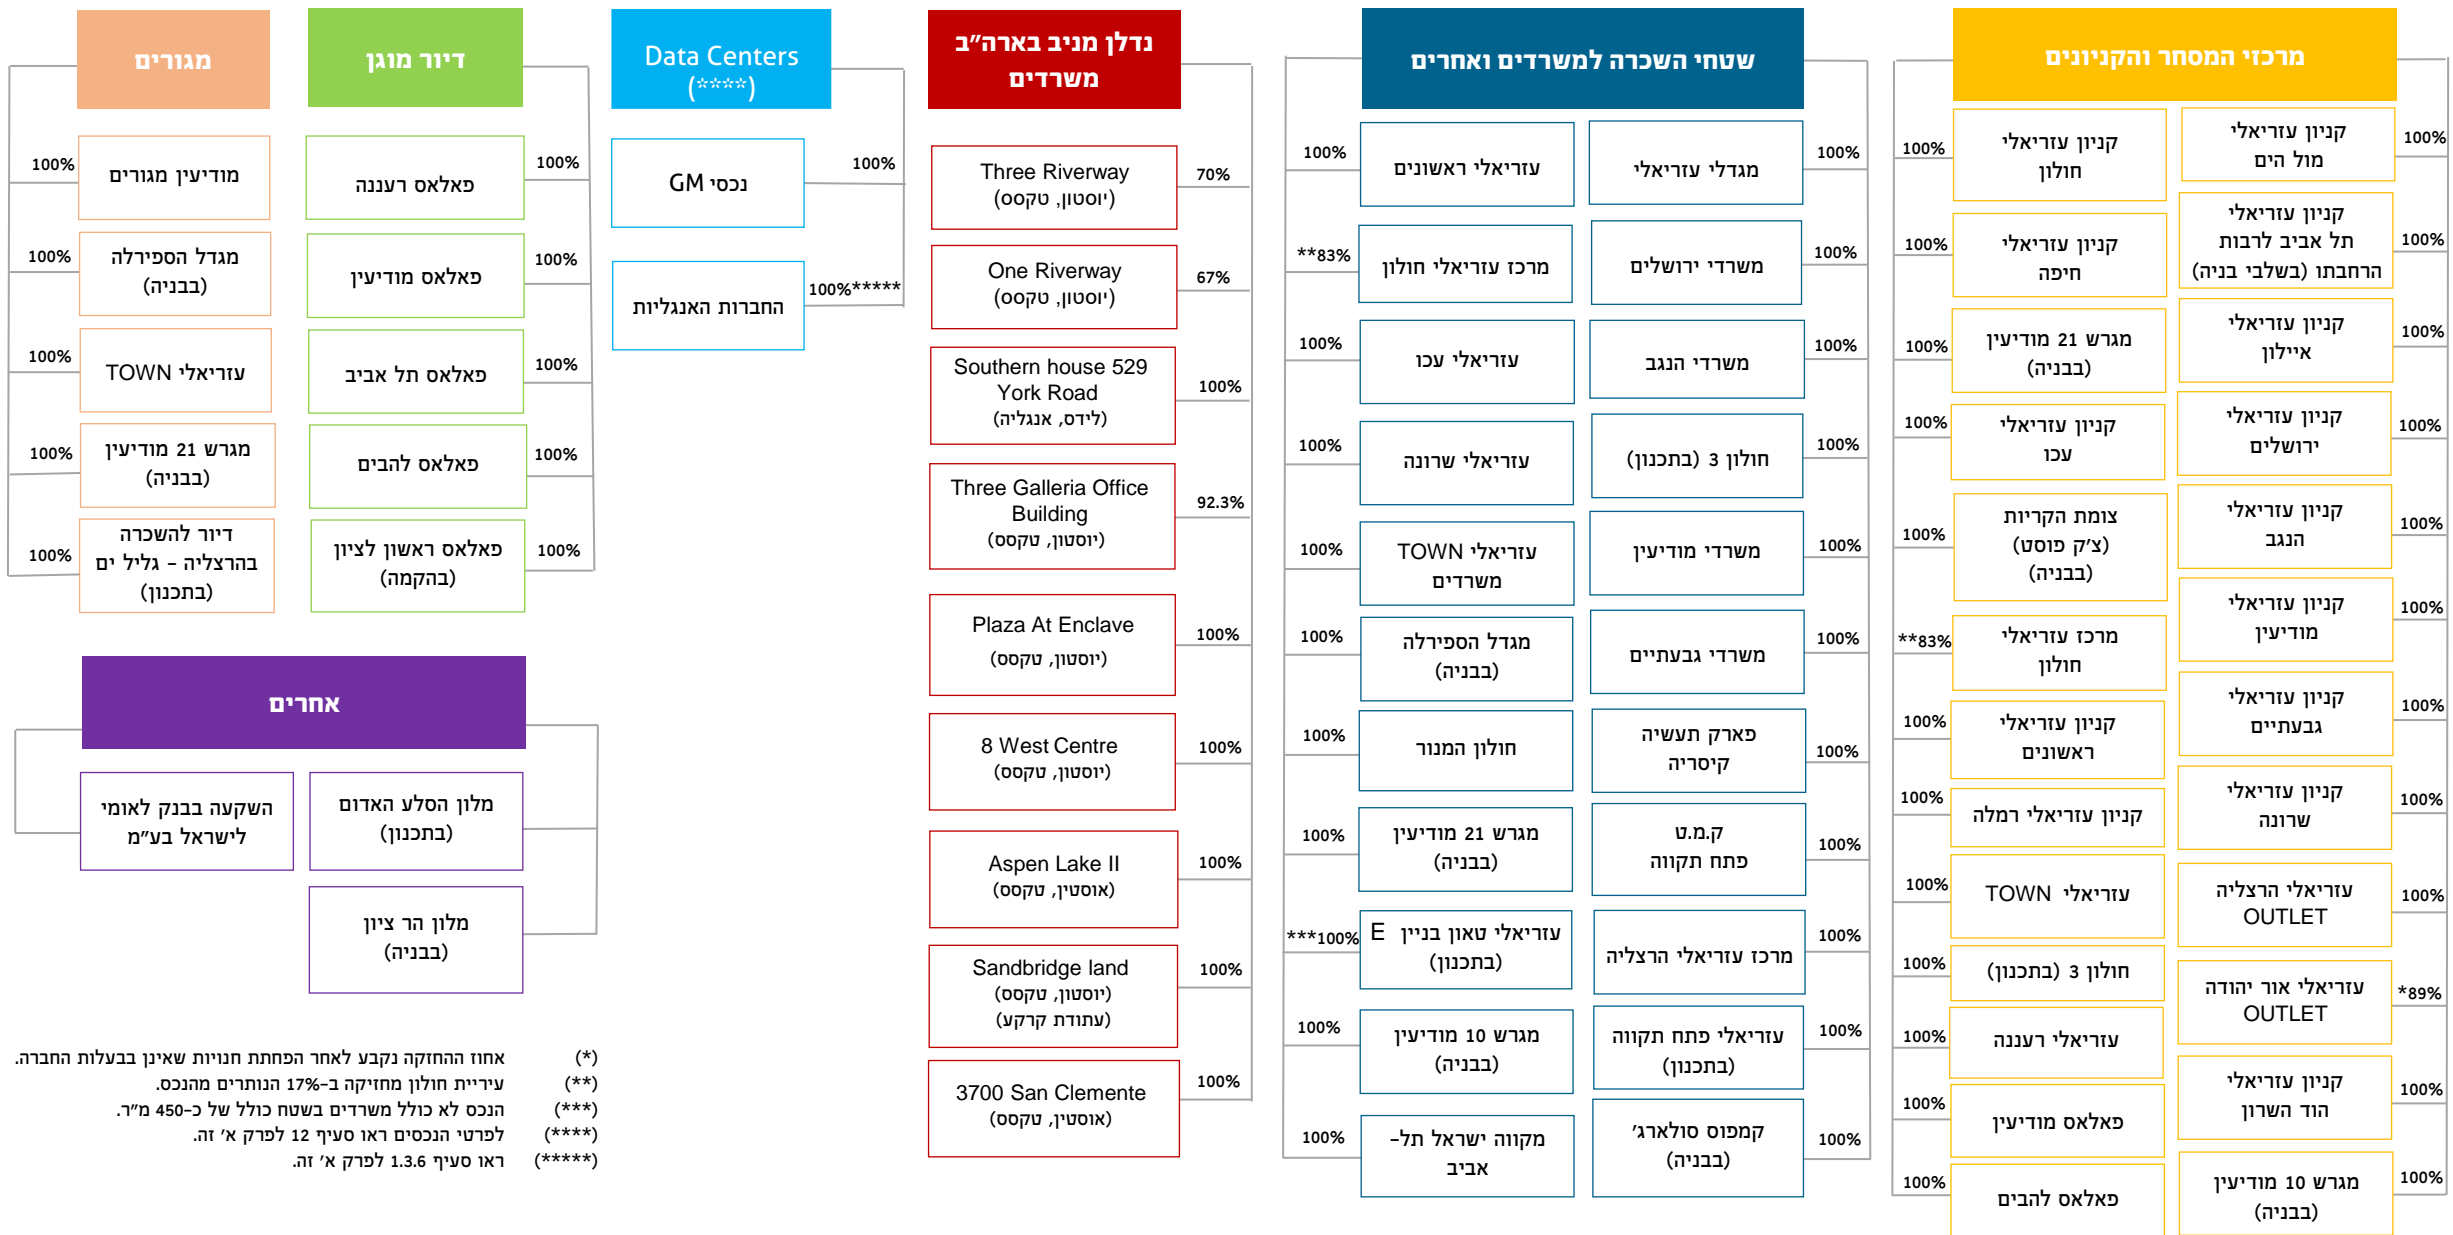 מרכזי המסחר והקניונים
קניון עזריאלי
מול הים
100%
קניון עזריאלי
תל אביב לרבות
הרחבתו (בשלבי בניה)
100%
קניון עזריאלי
איילון
100%
קניון עזריאלי
ירושלים
100%
קניון עזריאלי
הנגב
100%
קניון עזריאלי
מודיעין
100%
קניון עזריאלי
גבעתיים
100%
קניון עזריאלי
שרונה
100%
עזריאלי הרצליה
OUTLET
100%
עזריאלי אור יהודה
OUTLET
*89%
קניון עזריאלי
הוד השרון
100%
מגרש 10 מודיעין
(בבניה)
100%
קניון עזריאלי
חולון
100%
קניון עזריאלי
חיפה
100%
מגרש 21 מודיעין
(בבניה)
100%
קניון עזריאלי
עכו
100%
צומת הקריות
(צ'ק פוסט)
(בבניה)
100%
מרכז עזריאלי
חולון
**83%
קניון עזריאלי
ראשונים
100%
קניון עזריאלי רמלה
100%
עזריאלי TOWN
100%
חולון 3 (בתכנון)
100%
עזריאלי רעננה
100%
פאלאס מודיעין
100%
פאלאס להבים
100%
שטחי השכרה למשרדים ואחרים
מגדלי עזריאלי
100%
משרדי ירושלים
100%
משרדי הנגב
100%
חולון 3 (בתכנון)
100%
משרדי מודיעין
100%
משרדי גבעתיים
100%
פארק תעשיה
קיסריה
100%
ק.מ.ט
פתח תקווה
100%
מרכז עזריאלי הרצליה
100%
עזריאלי פתח תקווה
(בתכנון)
100%
קמפוס סולארג'
(בבניה)
100%
עזריאלי ראשונים
100%
מרכז עזריאלי חולון
**83%
עזריאלי עכו
100%
עזריאלי שרונה
100%
עזריאלי TOWN
משרדים
100%
מגדל הספירלה
(בבניה)
100%
חולון המנור
100%
מגרש 21 מודיעין
(בבניה)
100%
עזריאלי טאון בניין E
(בתכנון)
***100%
מגרש 10 מודיעין
(בבניה)
100%
מקווה ישראל תל-
אביב
100%
נדלן מניב בארה"ב
משרדים
Three Riverway
(יוסטון, טקסס)
70%
One Riverway
(יוסטון, טקסס)
67%
Southern house 529
York Road
(לידס, אנגליה)
100%
Three Galleria Office
Building
(יוסטון, טקסס)
92.3%
Plaza At Enclave
(יוסטון, טקסס)
100%
8 West Centre
(יוסטון, טקסס)
100%
Aspen Lake II
(אוסטין, טקסס)
100%
Sandbridge land
(יוסטון, טקסס)
(עתודת קרקע)
100%
3700 San Clemente
(אוסטין, טקסס)
100%
Data Centers
(****)
נכסי GM
100%
החברות האנגליות
100%*****
דיור מוגן
פאלאס רעננה
100%
פאלאס מודיעין
100%
פאלאס תל אביב
100%
פאלאס להבים
100%
פאלאס ראשון לציון
(בהקמה)
100%
מגורים
מודיעין מגורים
100%
מגדל הספירלה
(בבניה)
100%
עזריאלי TOWN
100%
מגרש 21 מודיעין
(בבניה)
100%
דיור להשכרה
בהרצליה - גליל ים
(בתכנון)
100%
אחרים
מלון הסלע האדום
(בתכנון)
מלון הר ציון
(בבניה)
השקעה בבנק לאומי
לישראל בע"מ
(*) אחוז ההחזקה נקבע לאחר הפחתת חנויות שאינן בבעלות החברה.
(**) עיריית חולון מחזיקה ב-17% הנותרים מהנכס.
(***) הנכס לא כולל משרדים בשטח כולל של כ-450 מ"ר.
(****) לפרטי הנכסים ראו סעיף 12 לפרק א' זה.
(*****) ראו סעיף 1.3.6 לפרק א' זה.